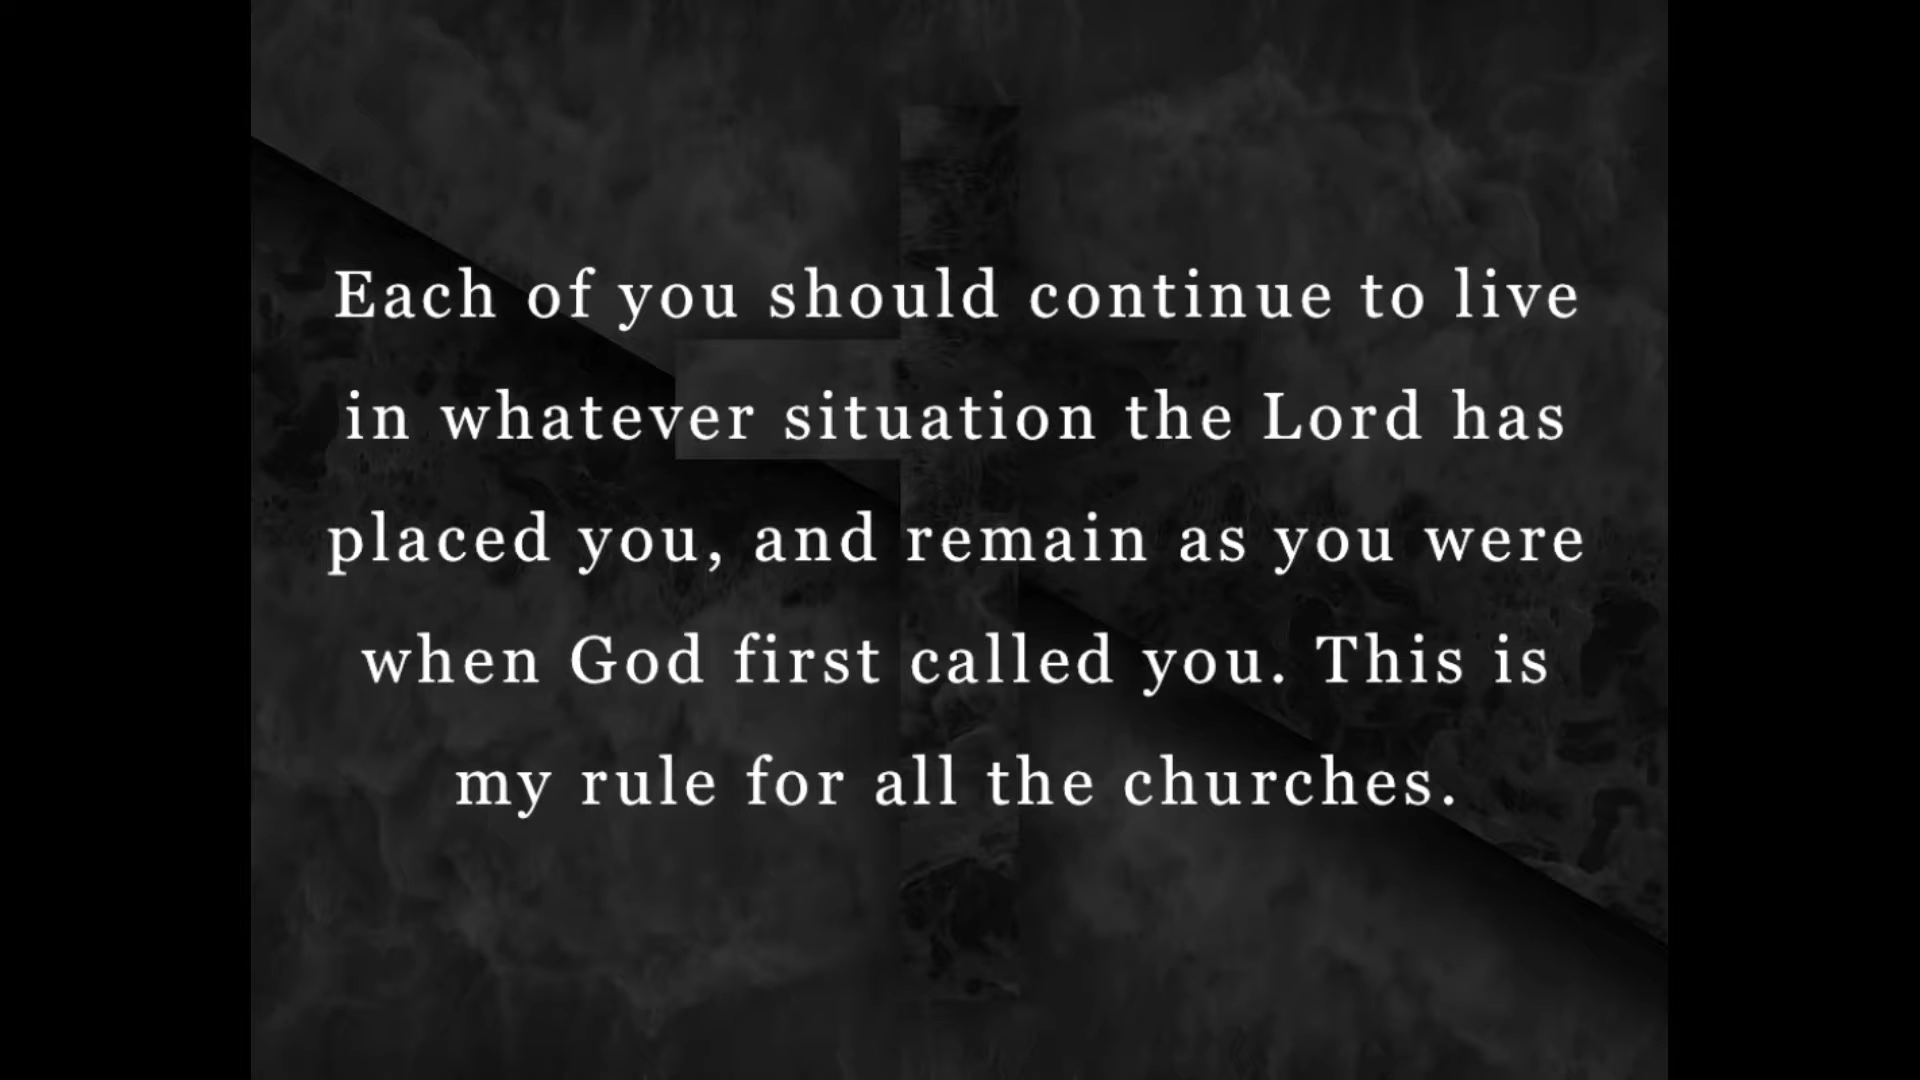 Each of you should continue to live
in whatever situation the Lord has
placed you, and remain as you were
when God first called you. This is
my rule for all the churches.